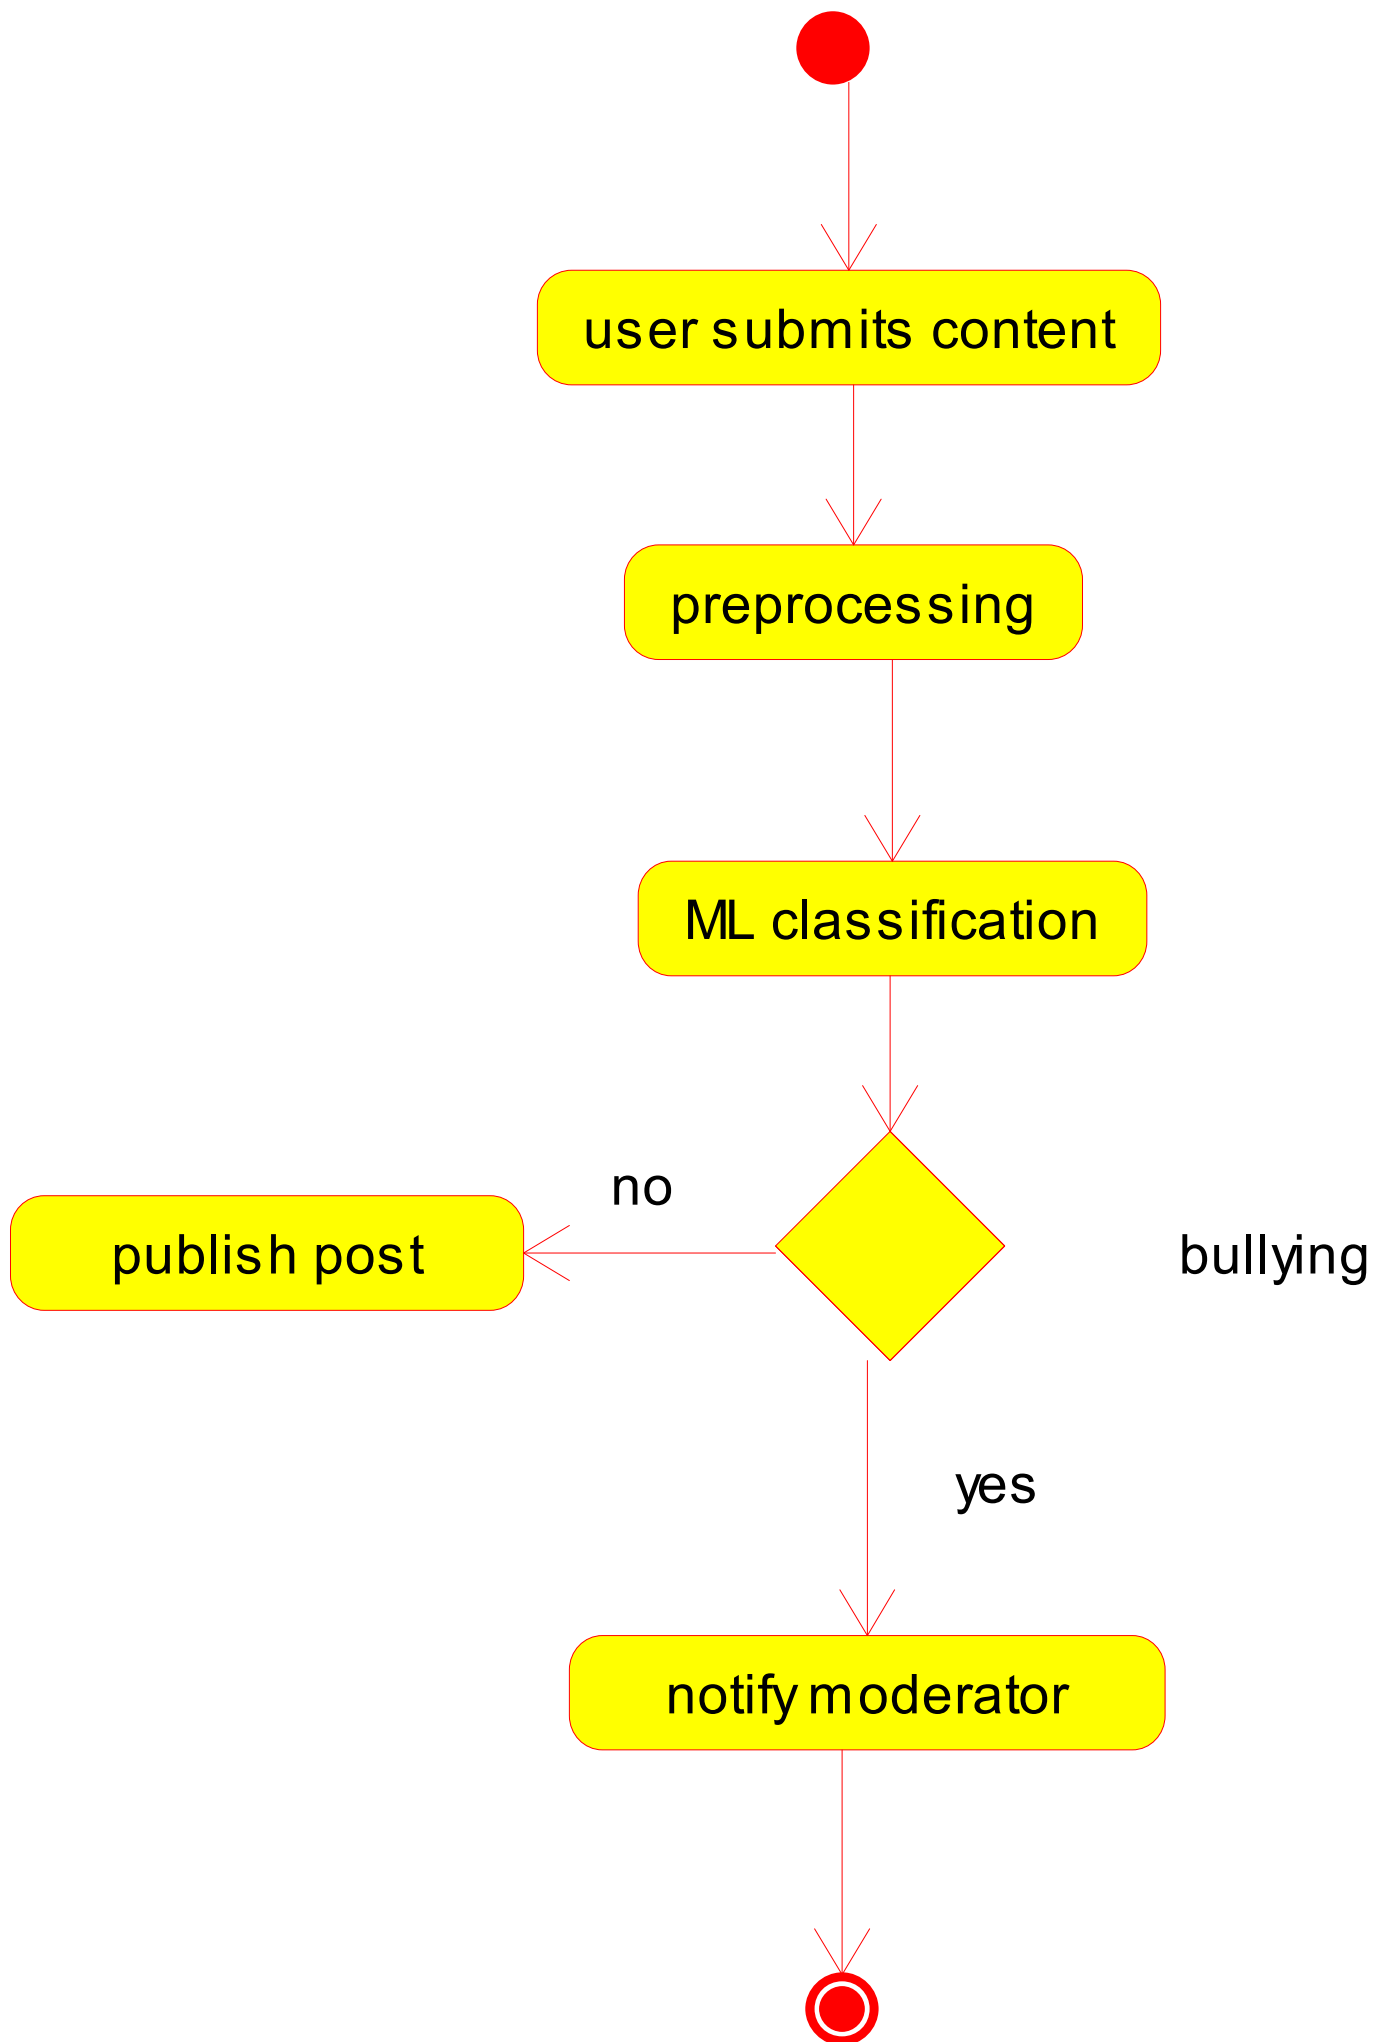 user submits content
preprocessing
ML classification
no
publish post
bullying
yes
notify moderator